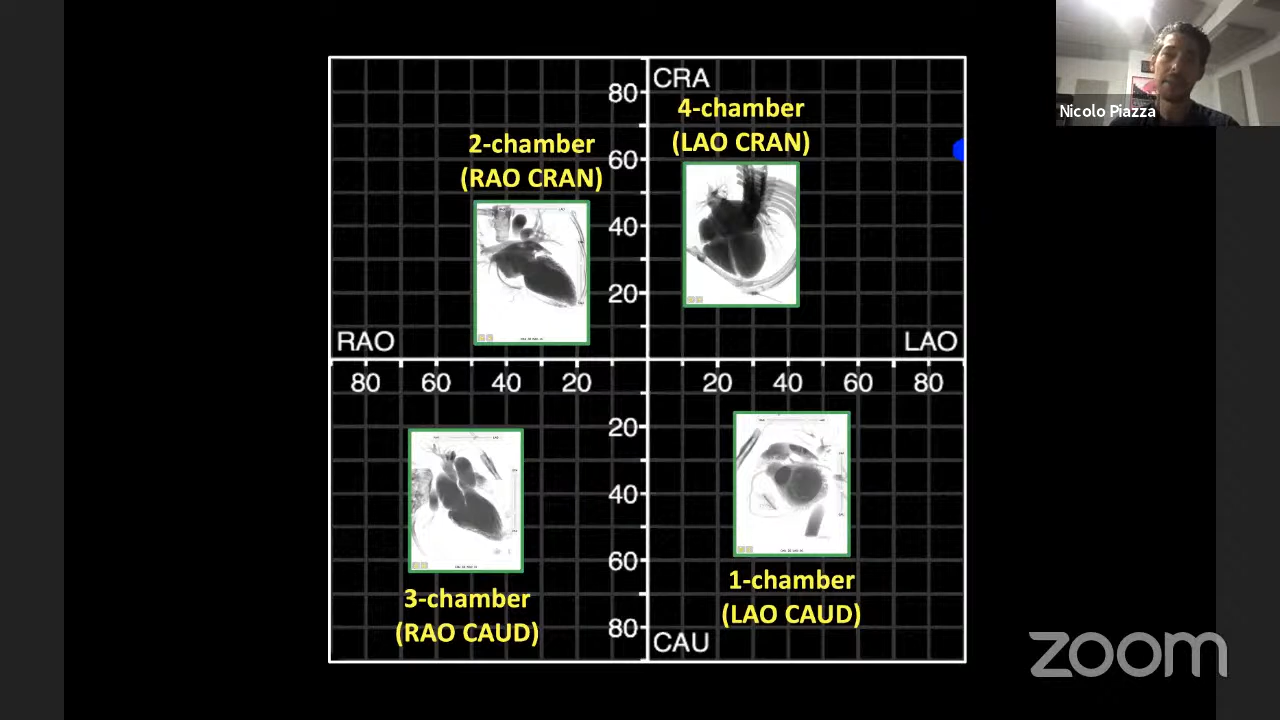 CRA
80
4-chamber
(LAO CRAN)
2-chamber
(RAO CRAN)
60
40
20
RAO
LAO
80 60 40 20
20 40 60 80
20
40
60
80
3-chamber
(RAO CAUD)
1-chamber
(LAO CAUD)
CAU
Nicolo Piazza
zoom